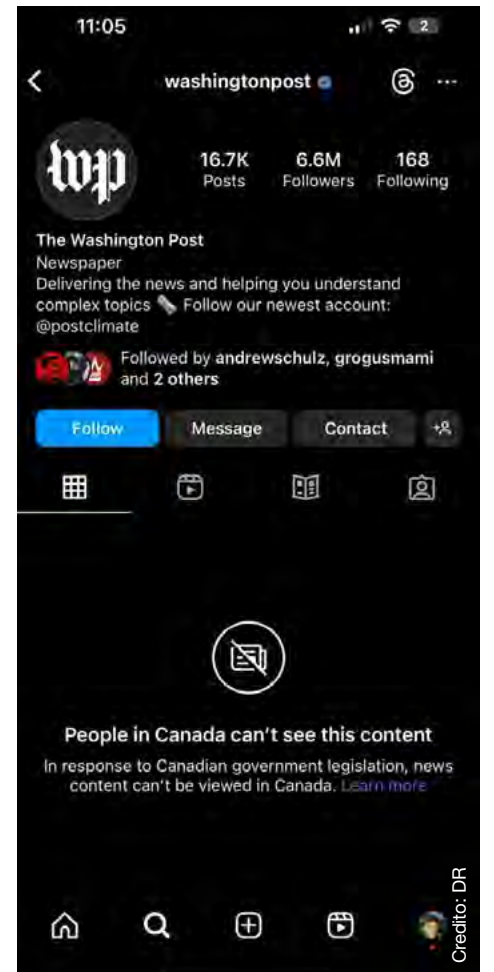 11:05
2
washingtonpost
wp
16.7K 6.6M 168
Posts Followers Following
The Washington Post
Newspaper
Delivering the news and helping you understand
complex topics 🗞️ Follow our newest account:
@postclimate
Followed by andrewschulz, grogusmami
and 2 others
Follow Message Contact
People in Canada can't see this content
In response to Canadian government legislation, news
content can't be viewed in Canada. Learn more
Credito: DR